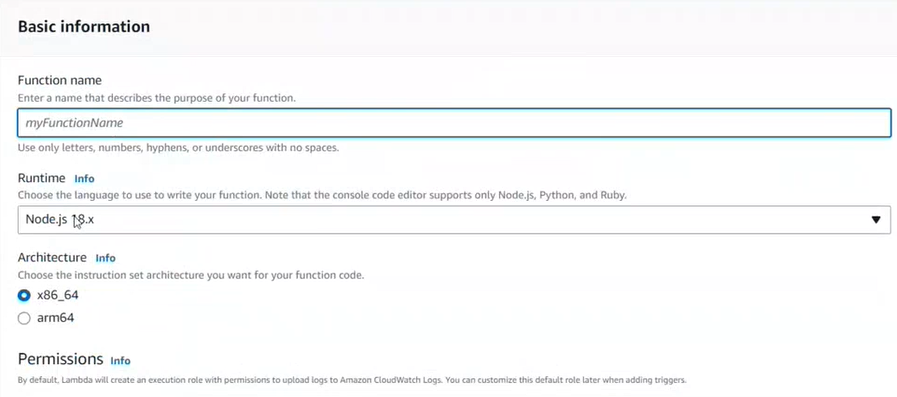 Basic information
Function name
Enter a name that describes the purpose of your function.
myFunctionName
Use only letters, numbers, hyphens, or underscores with no spaces.
Runtime Info
Choose the language to use to write your function. Note that the console code editor supports only Node.js, Python, and Ruby.
Node.js 18.x
Architecture Info
Choose the instruction set architecture you want for your function code.
x86_64
arm64
Permissions Info
By default, Lambda will create an execution role with permissions to upload logs to Amazon CloudWatch Logs. You can customize this default role later when adding triggers.